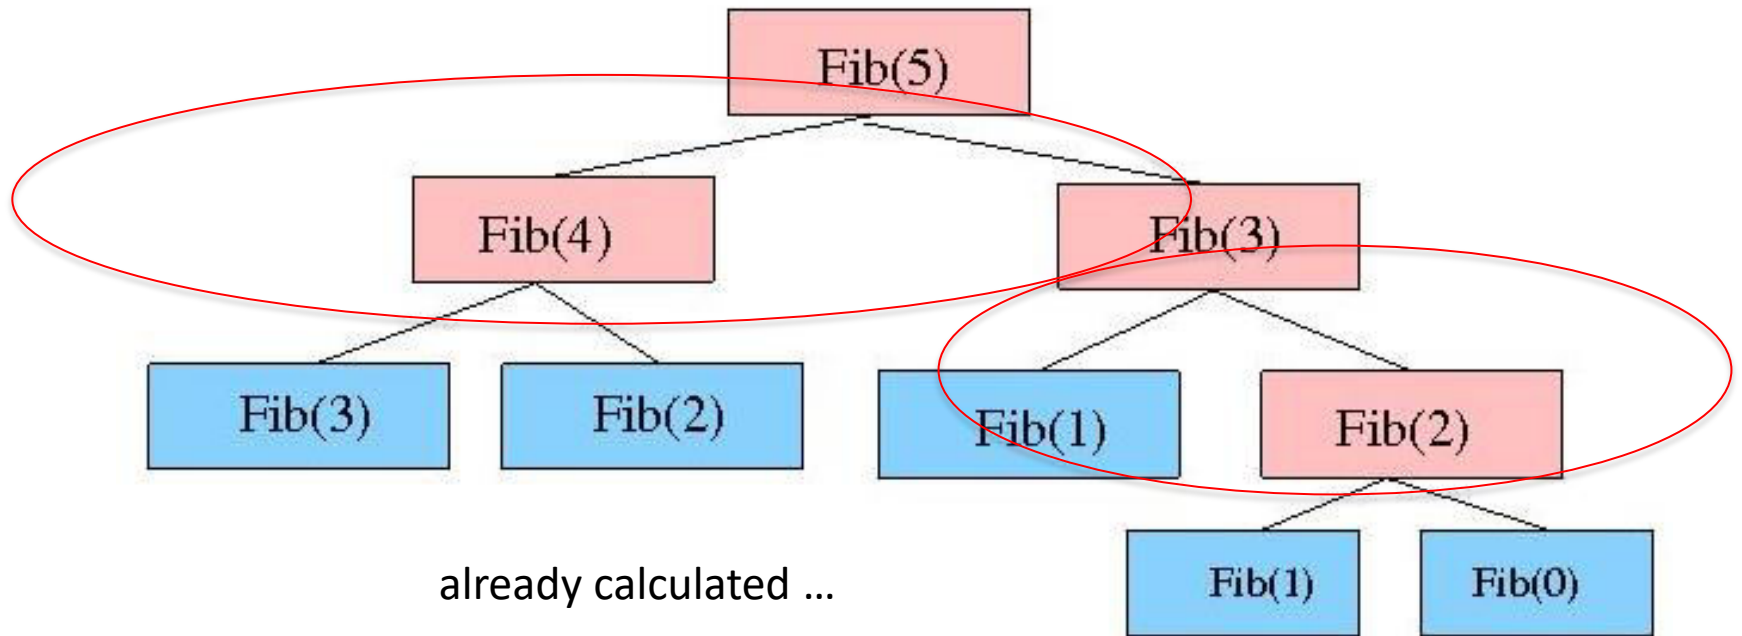 Fib(5)
Fib(4)
Fib(3)
Fib(3)
Fib(2)
Fib(1)
Fib(2)
Fib(1)
Fib(0)
already calculated …